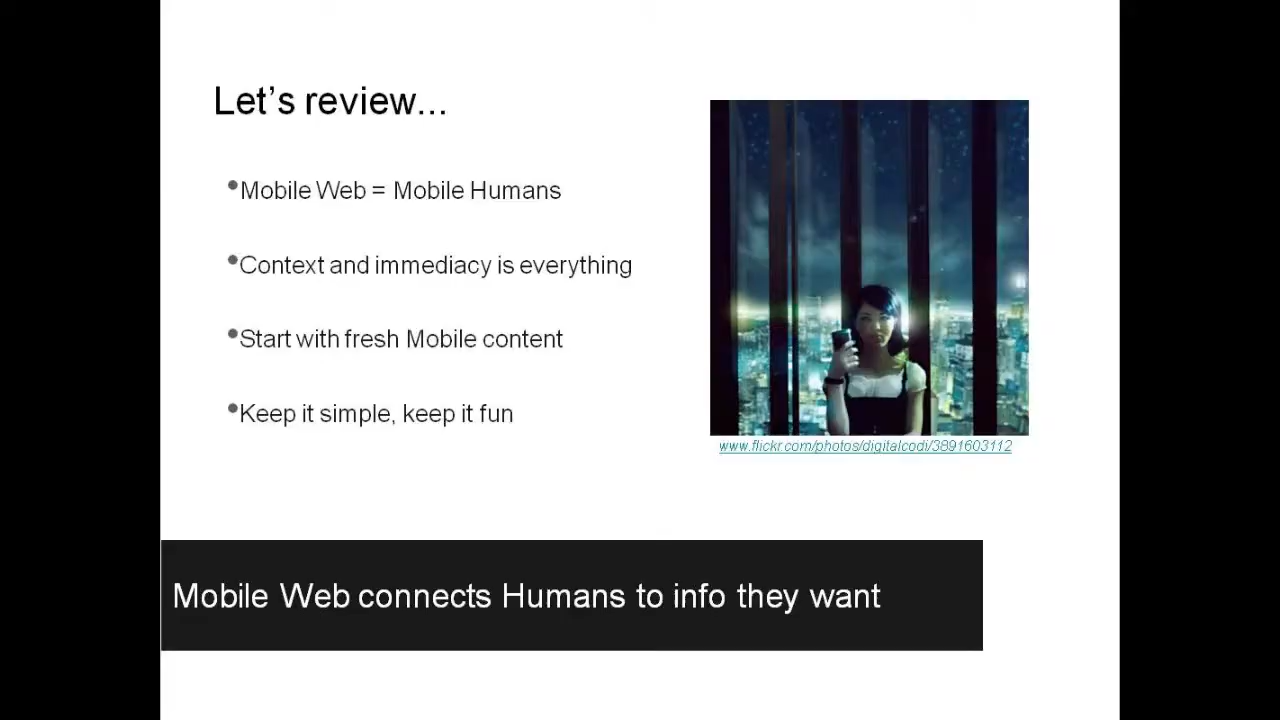 Let's review...
•Mobile Web = Mobile Humans
•Context and immediacy is everything
•Start with fresh Mobile content
•Keep it simple, keep it fun
www.flickr.com/photos/digitalcodi/3891603112
Mobile Web connects Humans to info they want